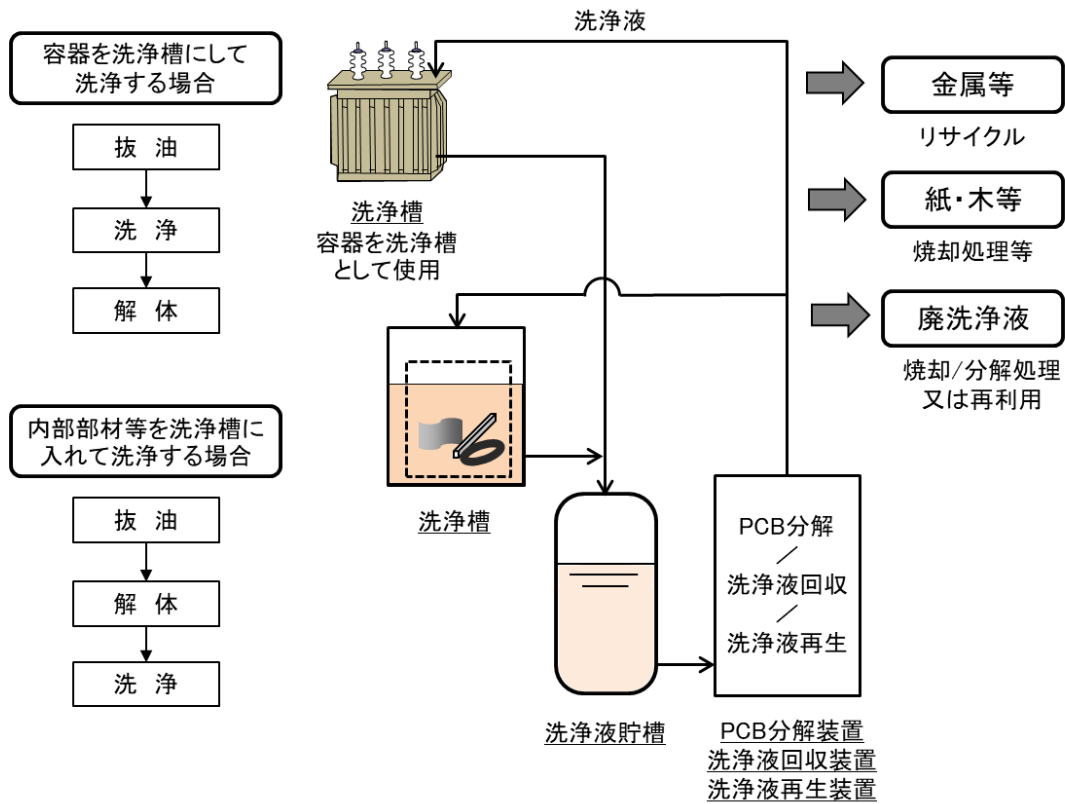 容器を洗浄槽にして
洗浄する場合
抜 油
洗 浄
解 体
内部部材等を洗浄槽に
入れて洗浄する場合
抜 油
解 体
洗 浄
洗浄液
洗浄槽
容器を洗浄槽
として使用
洗浄槽
洗浄液貯槽
PCB分解
／
洗浄液回収
／
洗浄液再生
PCB分解装置
洗浄液回収装置
洗浄液再生装置
金属等
リサイクル
紙・木等
焼却処理等
廃洗浄液
焼却/分解処理
又は再利用